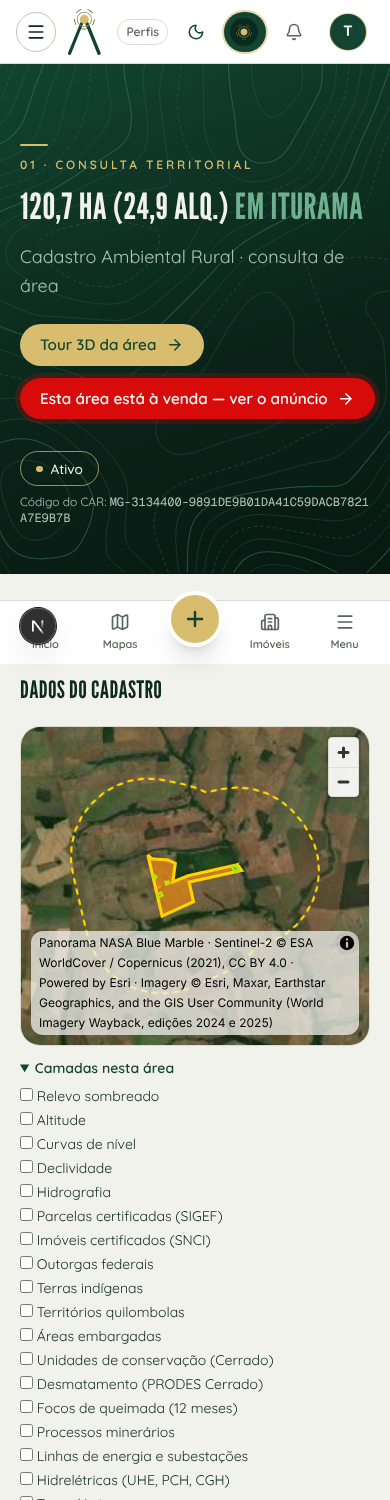 Perfis
T
01 · CONSULTA TERRITORIAL
120,7 HA (24,9 ALQ.) EM ITURAMA
Cadastro Ambiental Rural · consulta de
área
Tour 3D da área →
Esta área está à venda — ver o anúncio →
Ativo
Código do CAR: MG-3134400-9891DE9B01DA41C59DACB7821
A7E9B7B
N
Início
Mapas
+
Imóveis
Menu
DADOS DO CADASTRO
+
−
Panorama NASA Blue Marble · Sentinel-2 © ESA
WorldCover / Copernicus (2021), CC BY 4.0 ·
Powered by Esri · Imagery © Esri, Maxar, Earthstar
Geographics, and the GIS User Community (World
Imagery Wayback, edições 2024 e 2025)
▼ Camadas nesta área
Relevo sombreado
Altitude
Curvas de nível
Declividade
Hidrografia
Parcelas certificadas (SIGEF)
Imóveis certificados (SNCI)
Outorgas federais
Terras indígenas
Territórios quilombolas
Áreas embargadas
Unidades de conservação (Cerrado)
Desmatamento (PRODES Cerrado)
Focos de queimada (12 meses)
Processos minerários
Linhas de energia e subestações
Hidrelétricas (UHE, PCH, CGH)